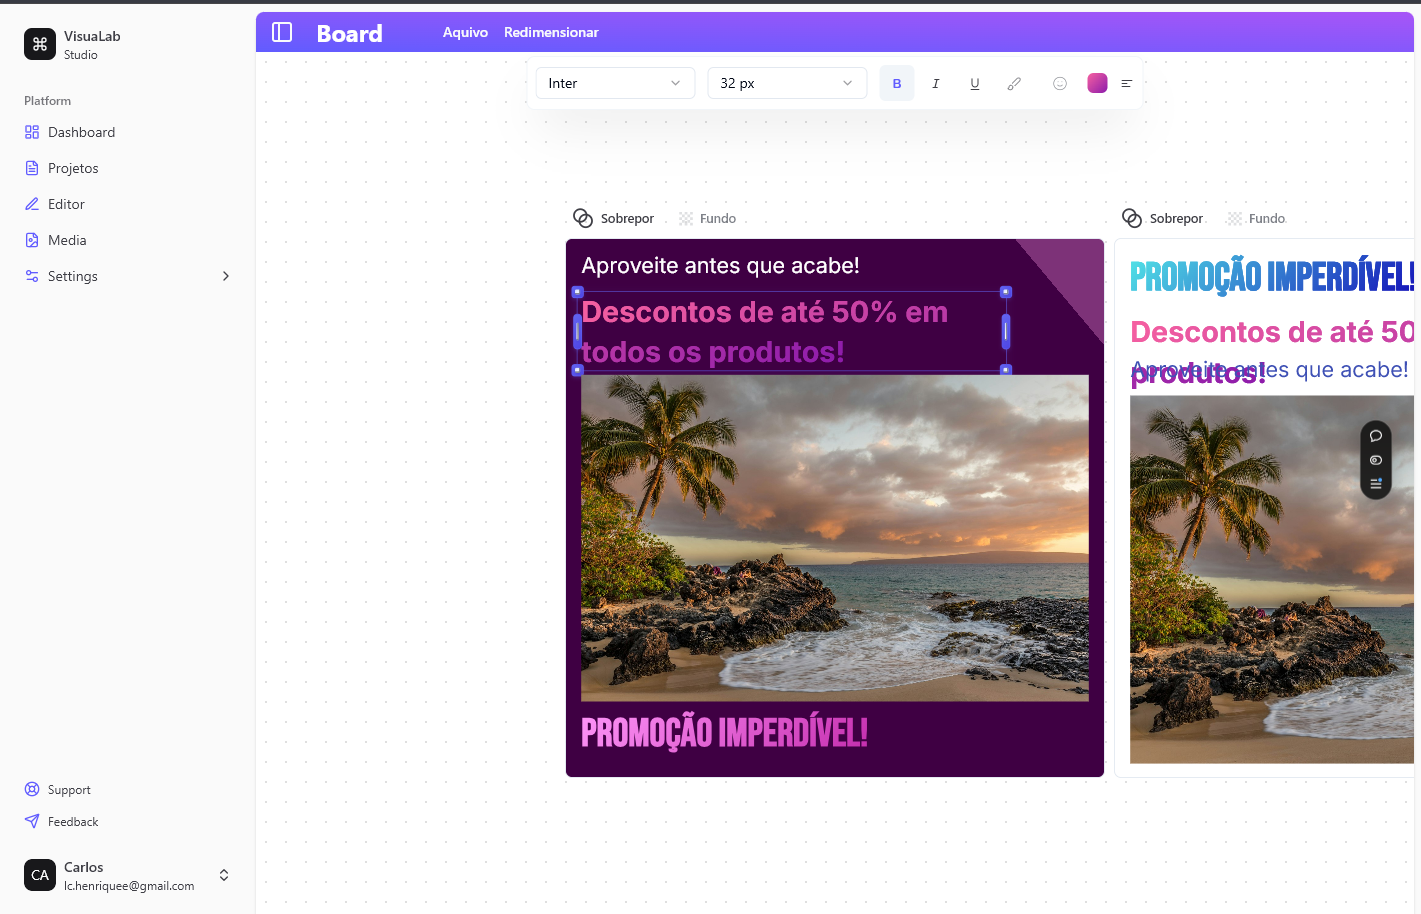 VisuaLab
Studio
Platform
Dashboard
Projetos
Editor
Media
Settings
Support
Feedback
CA
Carlos
lc.henriquee@gmail.com
Board
Aquivo
Redimensionar
Inter
32 px
B
I
U
Sobrepor
Fundo
Aproveite antes que acabe!
Descontos de até 50% em
todos os produtos!
PROMOÇÃO IMPERDÍVEL!
Sobrepor
Fundo
PROMOÇÃO IMPERDÍVEL!
Descontos de até 50
produtos!
Aproveite antes que acabe!